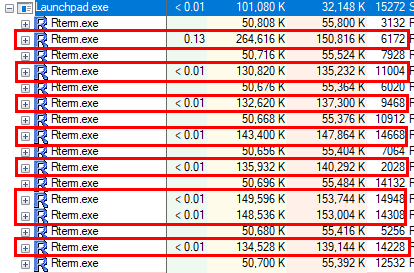 Launchpad.exe < 0.01 101,080 K 32,148 K 15272
Rterm.exe 50,808 K 55,800 K 3132
Rterm.exe 0.13 264,616 K 150,816 K 6172
Rterm.exe 50,716 K 55,524 K 7928
Rterm.exe < 0.01 130,820 K 135,232 K 11004
Rterm.exe 50,676 K 55,364 K 6020
Rterm.exe < 0.01 132,620 K 137,300 K 9468
Rterm.exe 50,668 K 55,376 K 10912
Rterm.exe < 0.01 143,400 K 147,864 K 14668
Rterm.exe 50,656 K 55,404 K 7064
Rterm.exe < 0.01 135,932 K 140,292 K 2028
Rterm.exe 50,696 K 55,484 K 14132
Rterm.exe < 0.01 149,596 K 153,744 K 14948
Rterm.exe < 0.01 148,536 K 153,004 K 14308
Rterm.exe 50,680 K 55,416 K 5256
Rterm.exe < 0.01 134,528 K 139,144 K 14228
Rterm.exe 50,700 K 55,392 K 12532